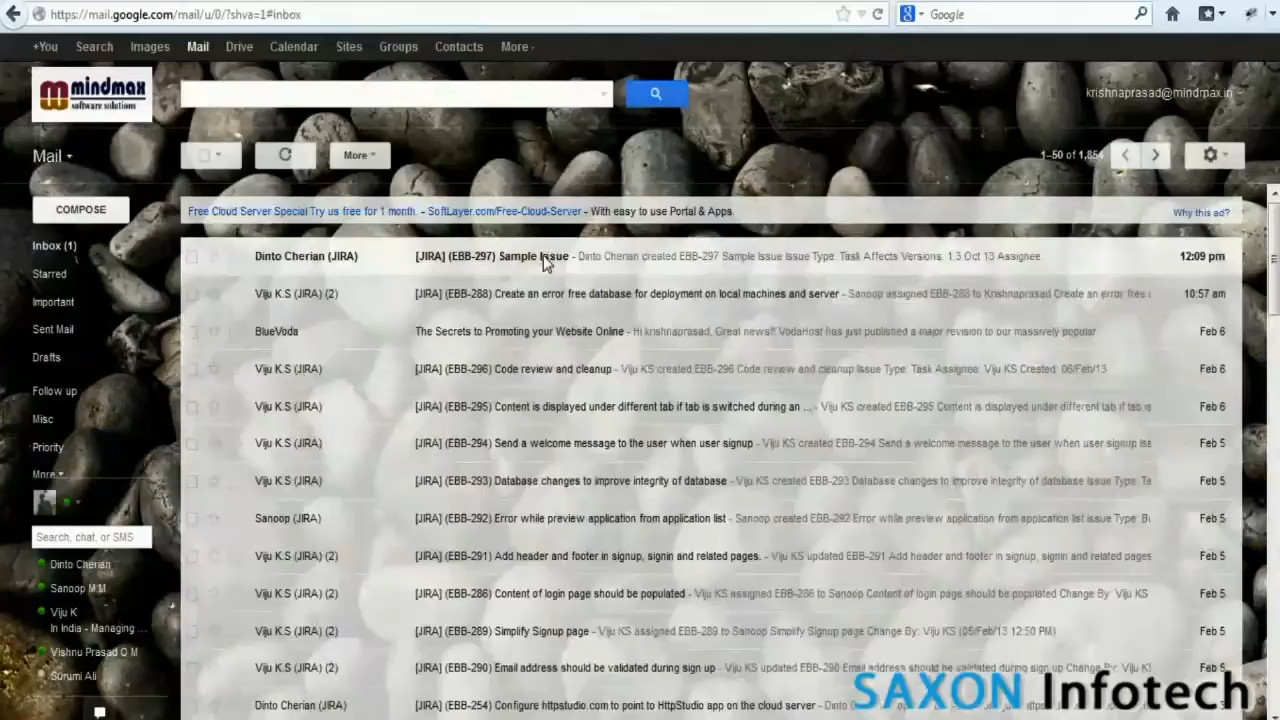 https://mail.google.com/mail/u/0/?shva=1#inbox
Google
+You Search Images Mail Drive Calendar Sites Groups Contacts More
mindmax
software solutions
krishnaprasad@mindmax.in
Mail
More
1–50 of 1,854
COMPOSE
Free Cloud Server Special Try us free for 1 month. - SoftLayer.com/Free-Cloud-Server - With easy to use Portal & Apps. Why this ad?
Inbox (1)
Starred
Important
Sent Mail
Drafts
Follow up
Misc
Priority
More
Search, chat, or SMS
Dinto Cherian
Sanoop M M
Viju K
In India - Managing ...
Vishnu Prasad O M
Surumi Ali
Dinto Cherian (JIRA) [JIRA] (EBB-297) Sample Issue - Dinto Cherian created EBB-297 Sample Issue Issue Type: Task Affects Versions: 1.3 Oct 13 Assignee: 12:09 pm
Viju K.S (JIRA) (2) [JIRA] (EBB-288) Create an error free database for deployment on local machines and server - Sanoop assigned EBB-288 to Krishnaprasad Create an error free c 10:57 am
BlueVoda The Secrets to Promoting your Website Online - Hi krishnaprasad, Great news!! VodaHost has just published a major revision to our massively popular Feb 6
Viju K.S (JIRA) [JIRA] (EBB-296) Code review and cleanup - Viju KS created EBB-296 Code review and cleanup Issue Type: Task Assignee: Viju KS Created: 06/Feb/13 Feb 6
Viju K.S (JIRA) [JIRA] (EBB-295) Content is displayed under different tab if tab is switched during an ... - Viju KS created EBB-295 Content is displayed under different tab if tab is Feb 6
Viju K.S (JIRA) [JIRA] (EBB-294) Send a welcome message to the user when user signup - Viju KS created EBB-294 Send a welcome message to the user when user signup Iss Feb 5
Viju K.S (JIRA) [JIRA] (EBB-293) Database changes to improve integrity of database - Viju KS created EBB-293 Database changes to improve integrity of database Issue Type: Ta Feb 5
Sanoop (JIRA) [JIRA] (EBB-292) Error while preview application from application list - Sanoop created EBB-292 Error while preview application from application list Issue Type: Bu Feb 5
Viju K.S (JIRA) (2) [JIRA] (EBB-291) Add header and footer in signup, signin and related pages. - Viju KS updated EBB-291 Add header and footer in signup, signin and related pages Feb 5
Viju K.S (JIRA) (2) [JIRA] (EBB-286) Content of login page should be populated - Viju KS assigned EBB-286 to Sanoop Content of login page should be populated Change By: Viju KS Feb 5
Viju K.S (JIRA) (2) [JIRA] (EBB-289) Simplify Signup page - Viju KS assigned EBB-289 to Sanoop Simplify Signup page Change By: Viju KS (05/Feb/13 12:50 PM) Feb 5
Viju K.S (JIRA) (2) [JIRA] (EBB-290) Email address should be validated during sign up - Viju KS updated EBB-290 Email address should be validated during sign up Change By: Viju KS Feb 5
Dinto Cherian (JIRA) [JIRA] (EBB-254) Configure httpstudio.com to point to HttpStudio app on the cloud server
SAXON Infotech